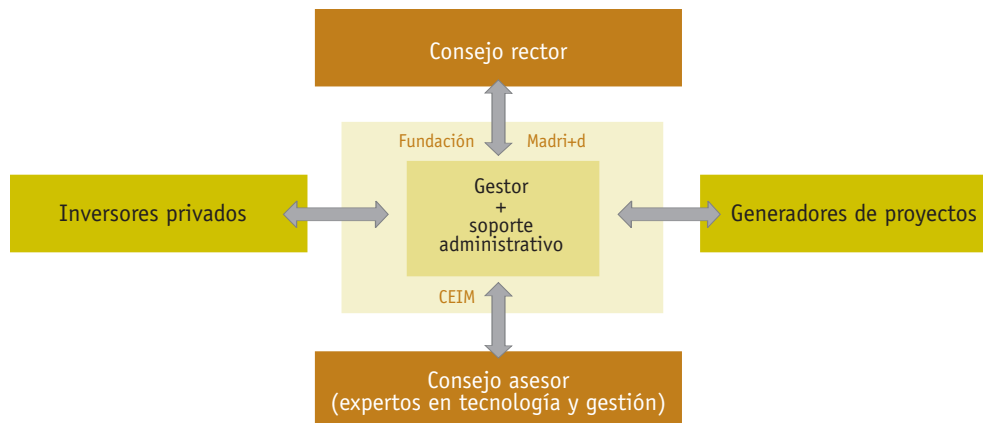 Consejo rector
Fundación Madri+d
Inversores privados
Gestor
+
soporte
administrativo
Generadores de proyectos
CEIM
Consejo asesor
(expertos en tecnología y gestión)